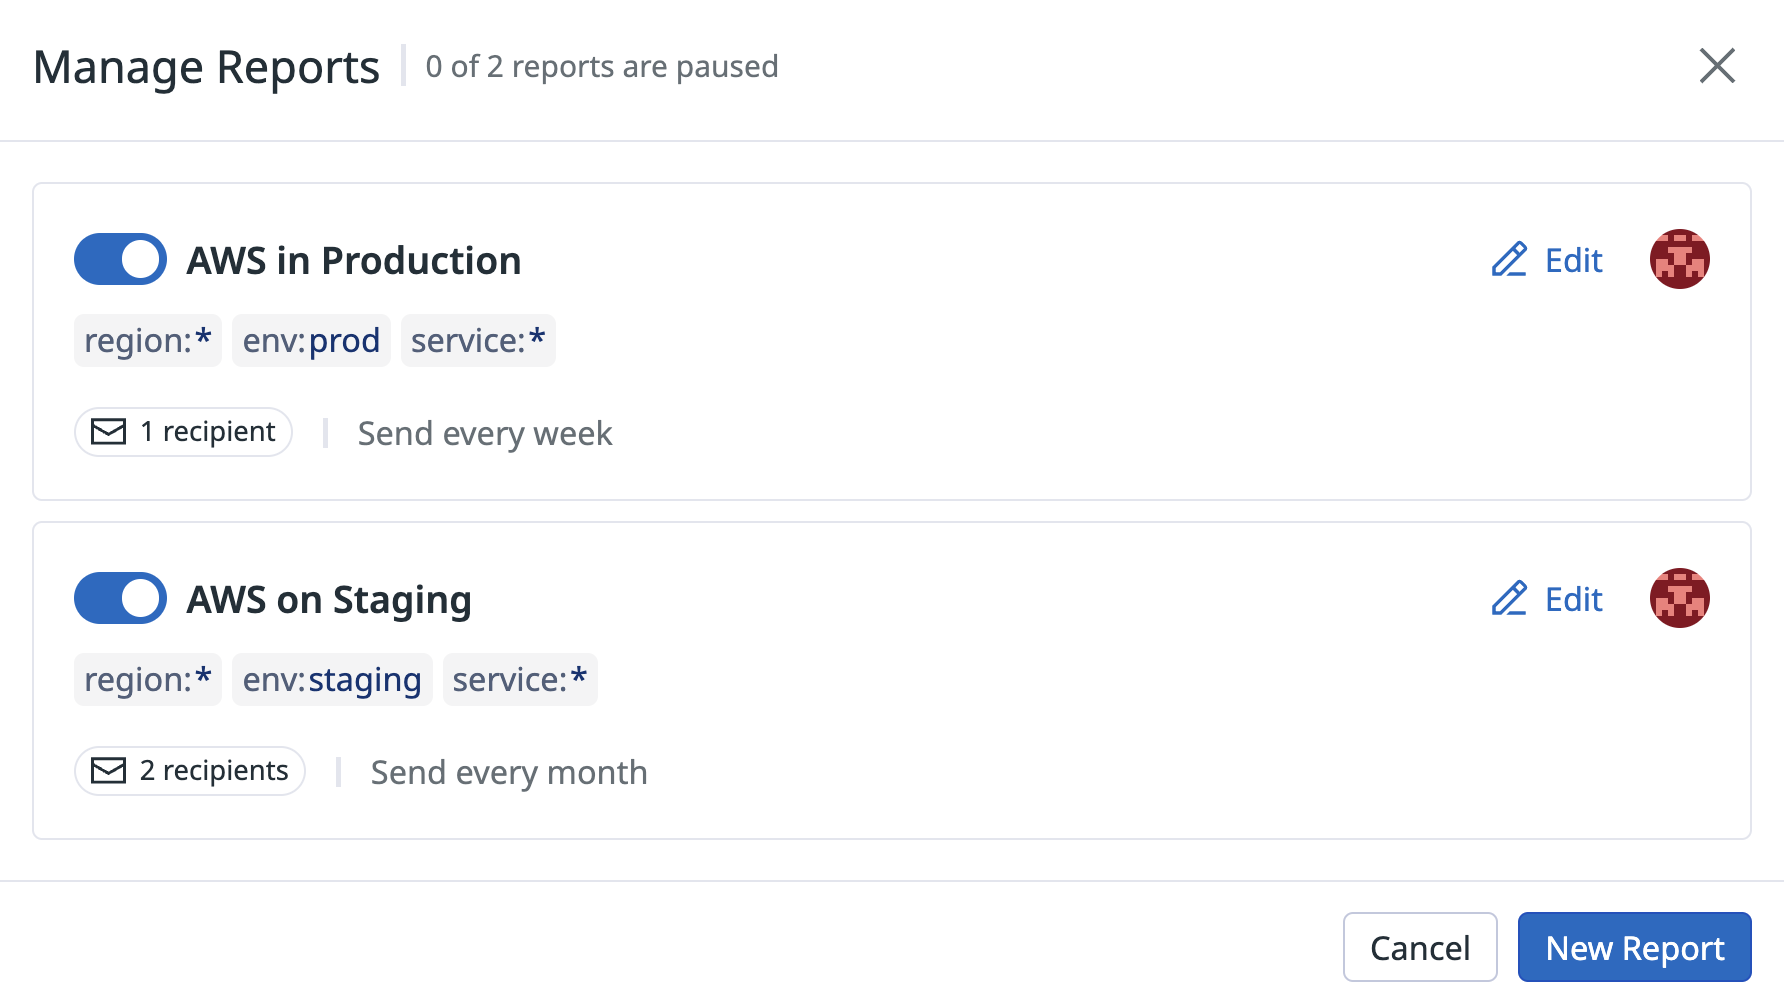 Manage Reports 0 of 2 reports are paused
AWS in Production Edit
region:* env:prod service:*
1 recipient Send every week
AWS on Staging Edit
region:* env:staging service:*
2 recipients Send every month
Cancel New Report